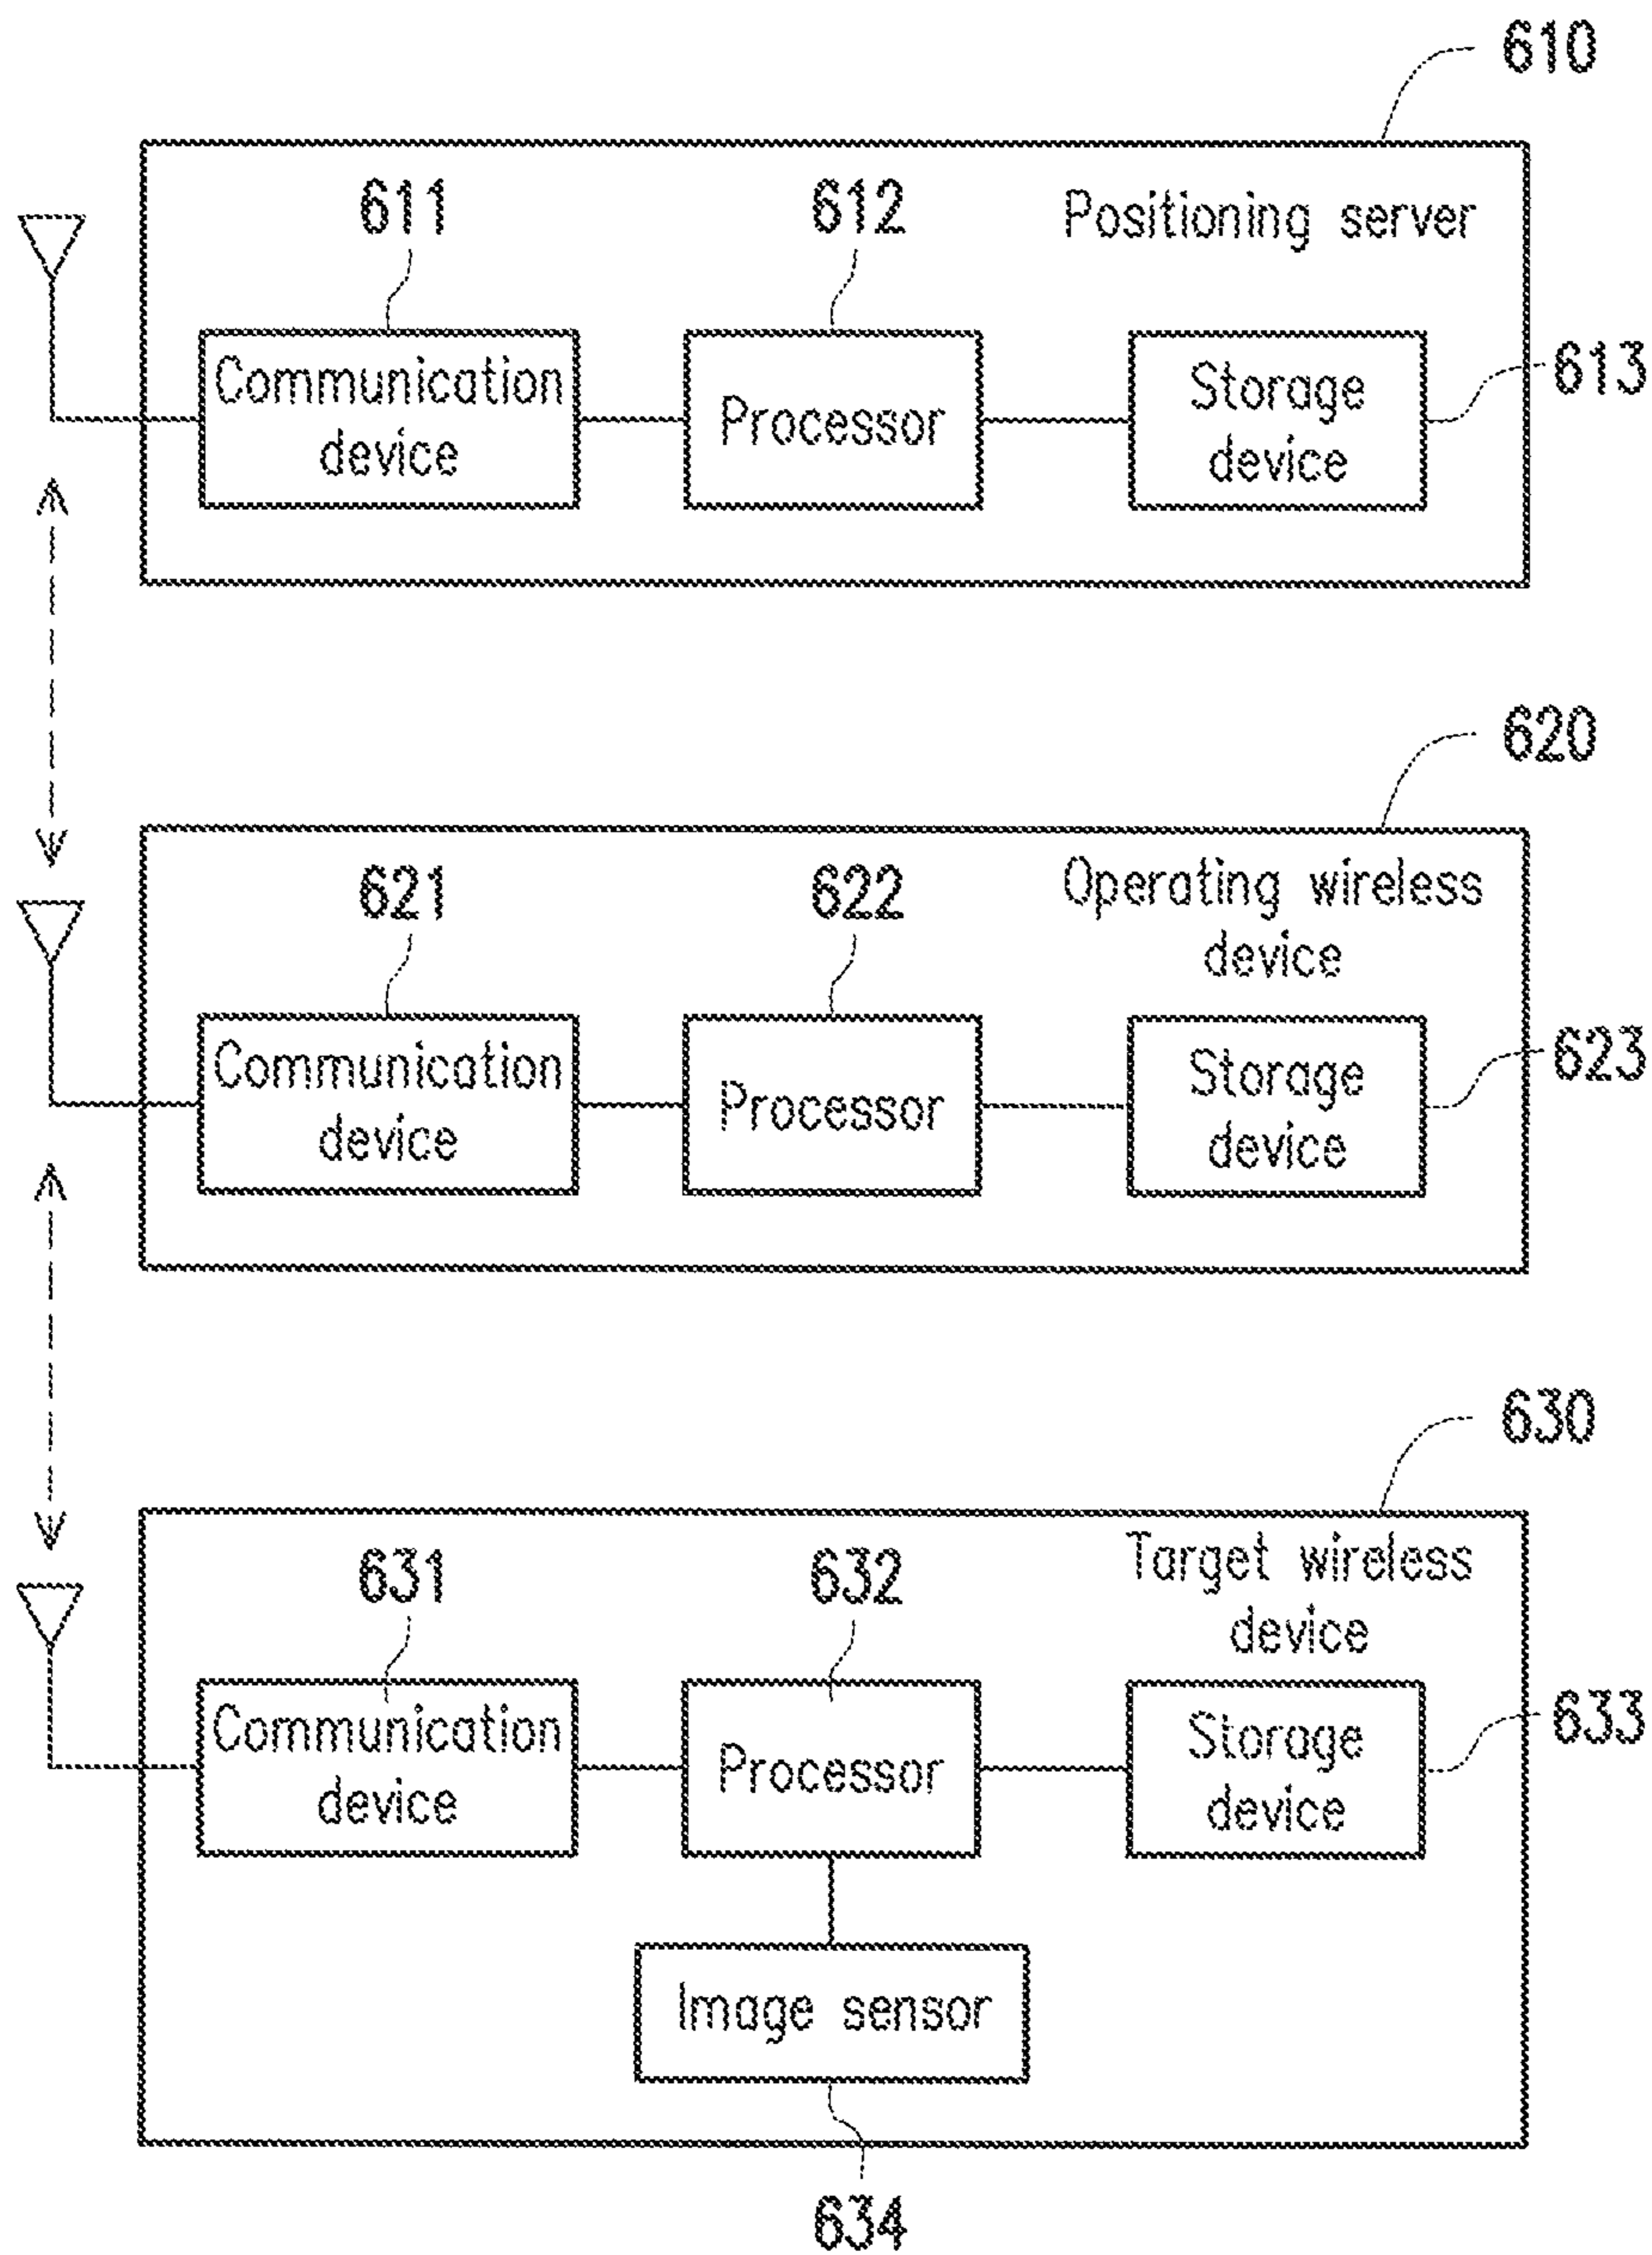 610
611
612
Positioning server
Communication
device
Processor
Storage
device
613
620
621
622
Operating wireless
device
Communication
device
Processor
Storage
device
623
630
631
632
Target wireless
device
Communication
device
Processor
Storage
device
633
Image sensor
634